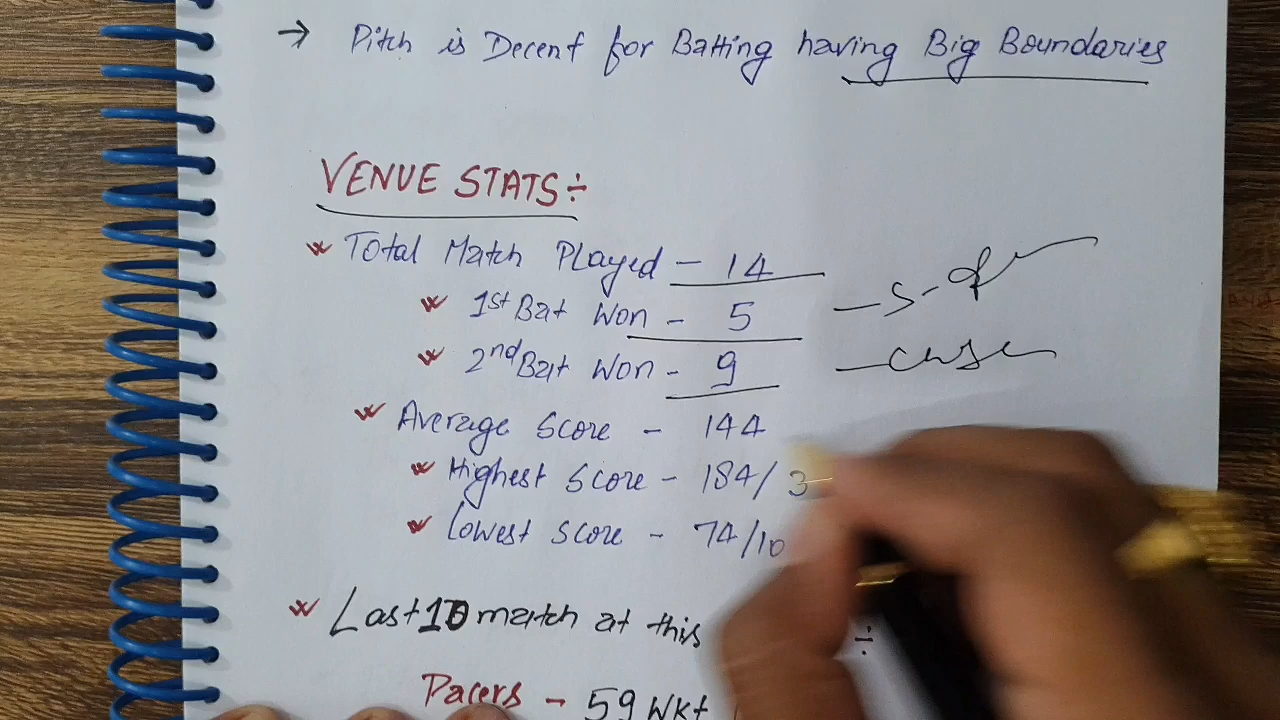 → Pitch is Decent for Batting having Big Boundaries
VENUE STATS÷
Total Match Played - 14
1st Bat Won - 5
2nd Bat Won - 9
Average Score - 144
Highest Score - 184/3
Lowest Score - 74/10
Last 10 match at this ÷
Pacers - 59 Wkt